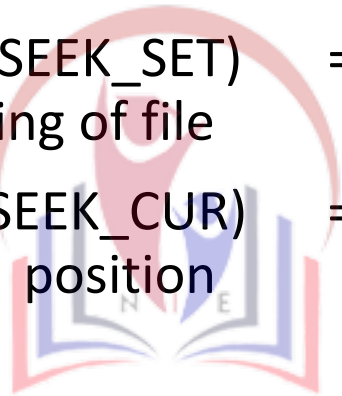 SEEK_SET) =
ing of file
SEEK_CUR) =
position
N I E